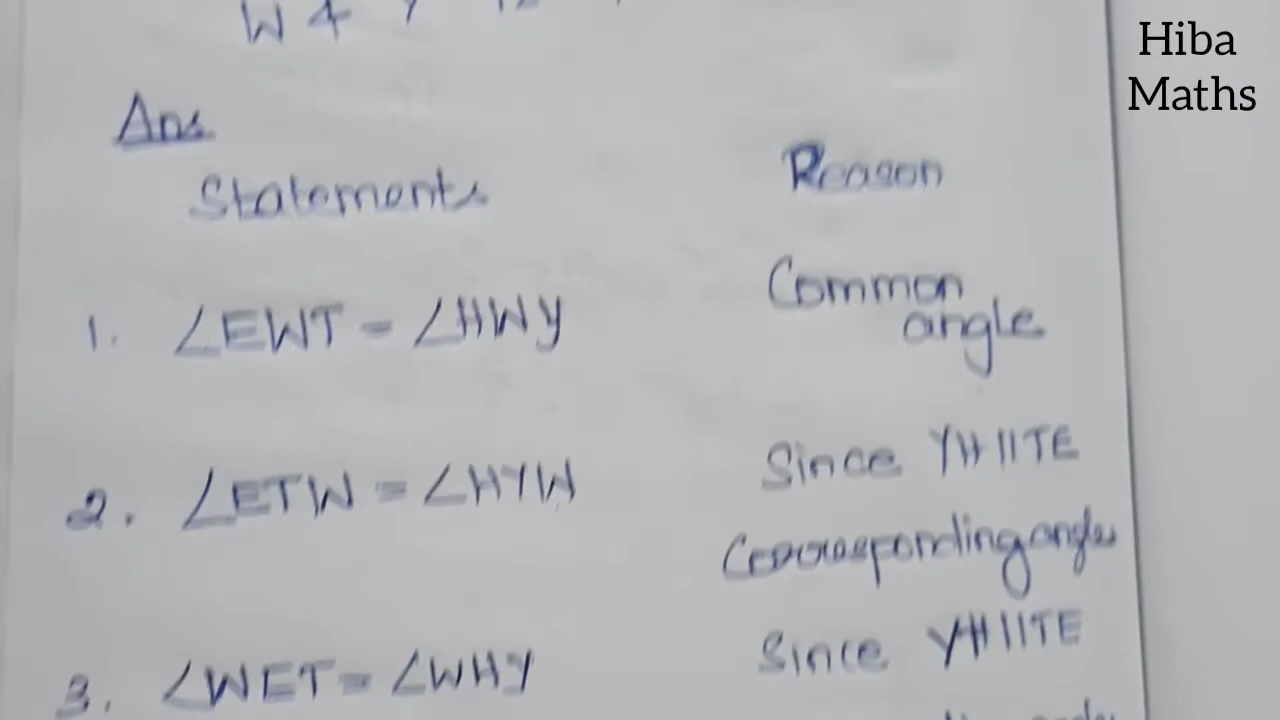 Hiba
Maths
W 4
Ans
Statements
Reason
1. ∠EWT = ∠HWY
Common
angle
2. ∠ETW = ∠HYW
Since YH || TE
Corresponding angles
3. ∠WET = ∠WHY
Since YH || TE